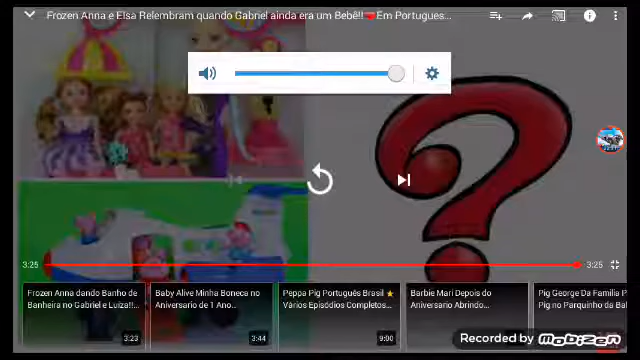 Frozen Anna e Elsa Relembram quando Gabriel ainda era um Bebê!!❤Em Portugues...
3:25
3:25
Frozen Anna dando Banho de
Banheira no Gabriel e Luiza!!...
3:23
Baby Alive Minha Boneca no
Aniversario de 1 Ano...
3:44
Peppa Pig Português Brasil ⭐
Vários Episódios Completos...
9:00
Barbie Mari Depois do
Aniversario Abrindo...
Pig George Da Familia P
Pig no Parquinho da Ba
Recorded by MOBIZEN